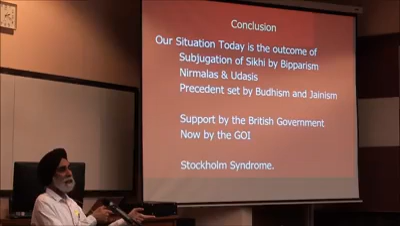 Conclusion
Our Situation Today is the outcome of
Subjugation of Sikhi by Bipparism
Nirmalas & Udasis
Precedent set by Budhism and Jainism
Support by the British Government
Now by the GOI
Stockholm Syndrome.